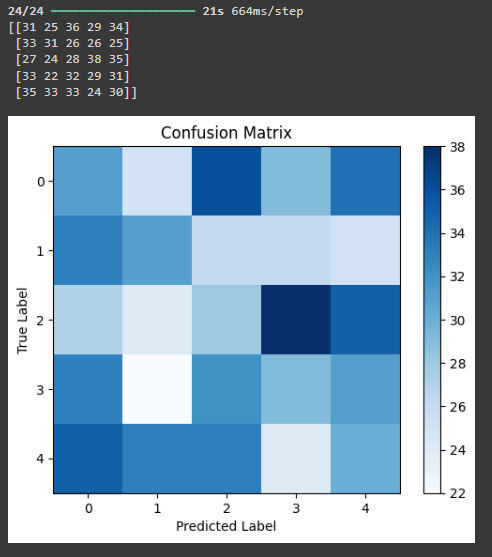 24/24 ━━━━━━━━━━━━━━━━━━━━ 21s 664ms/step
[[31 25 36 29 34]
[33 31 26 26 25]
[27 24 28 38 35]
[33 22 32 29 31]
[35 33 33 24 30]]
Confusion Matrix
38
0
36
34
1
32
True Label
2
30
28
3
26
4
24
22
0 1 2 3 4
Predicted Label